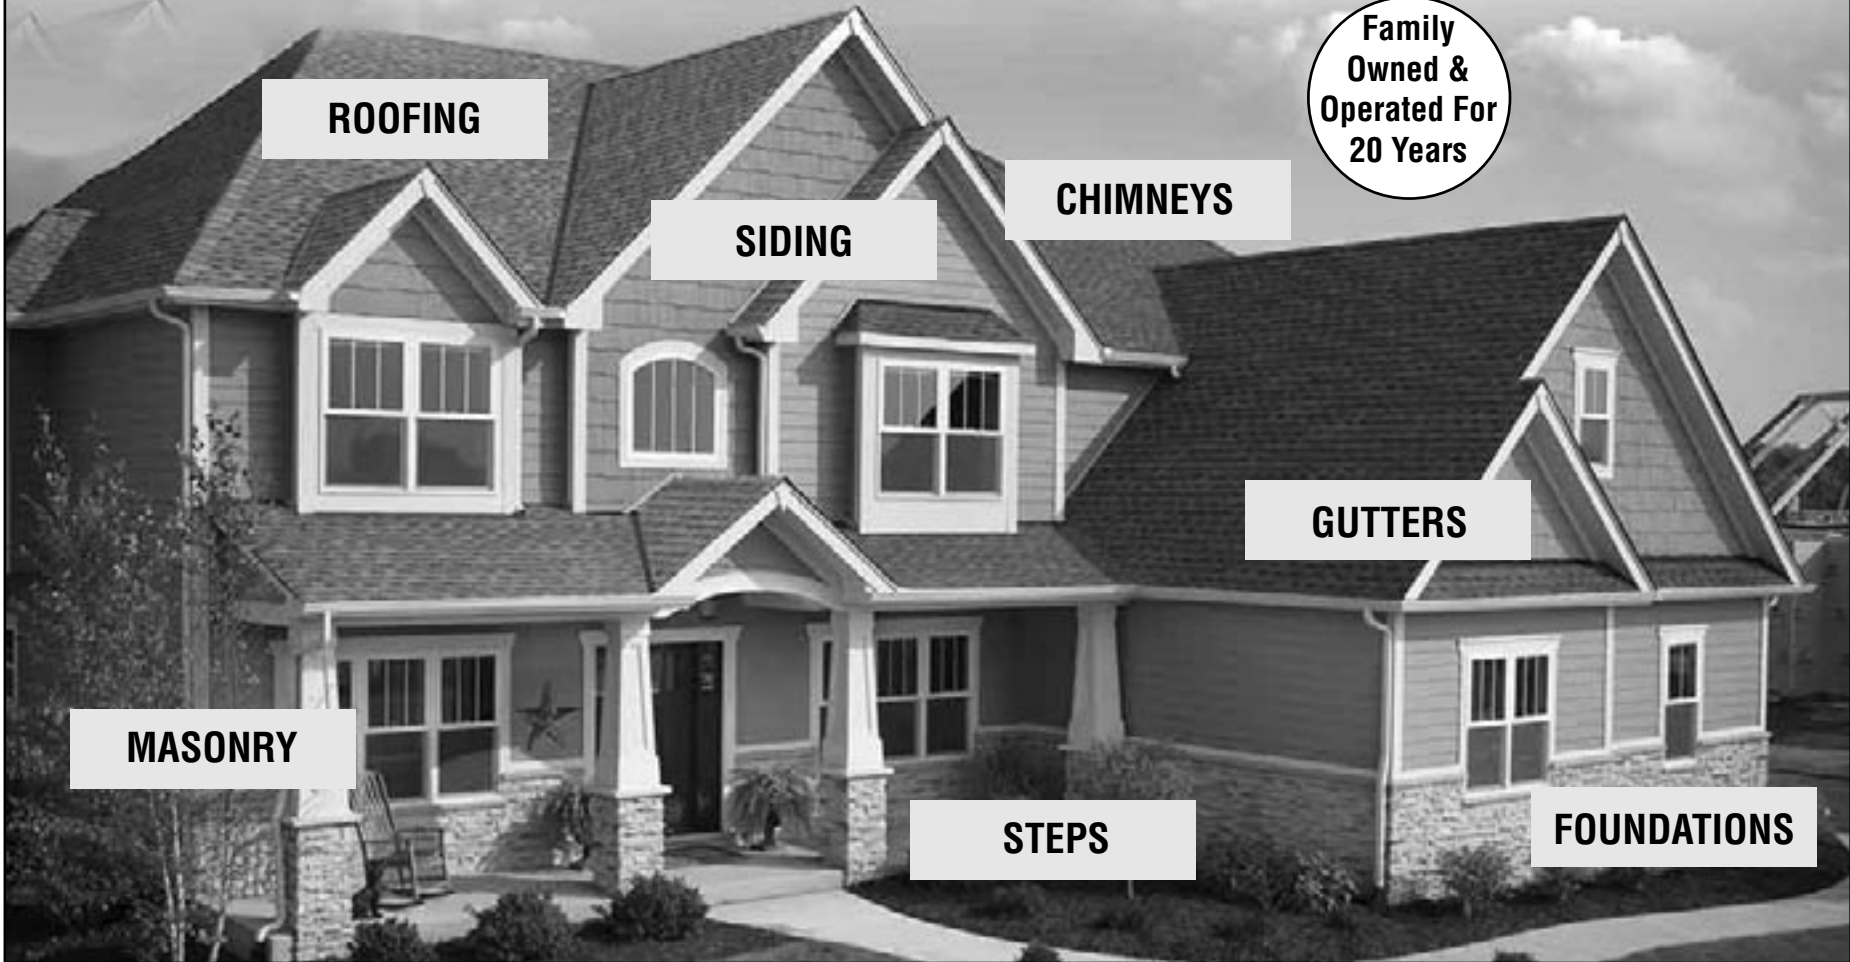 Family
Owned &
Operated For
20 Years
ROOFING
CHIMNEYS
SIDING
GUTTERS
MASONRY
STEPS
FOUNDATIONS